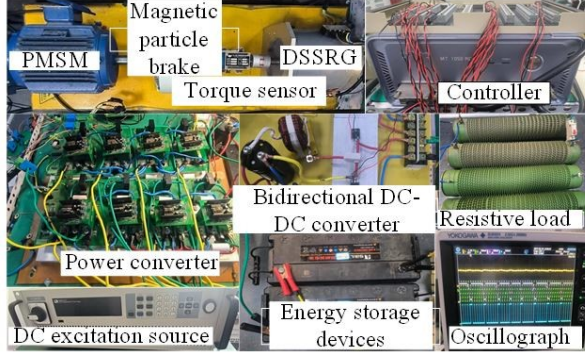 PMSM
Magnetic
particle
brake
Torque sensor
DSSRG
Controller
Power converter
Bidirectional DC-
DC converter
Resistive load
DC excitation source
Energy storage
devices
YOKOGAWA
Oscillograph